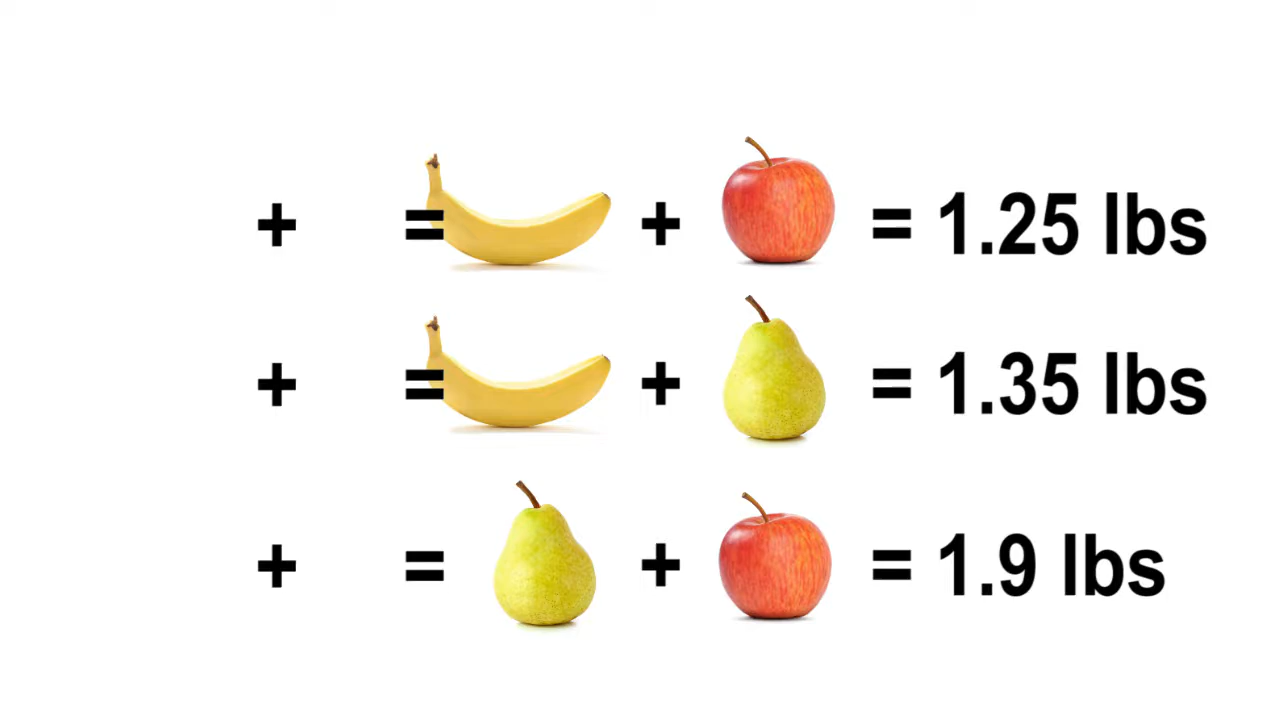 + = + = 1.25 lbs
+ = + = 1.35 lbs
+ = + = 1.9 lbs